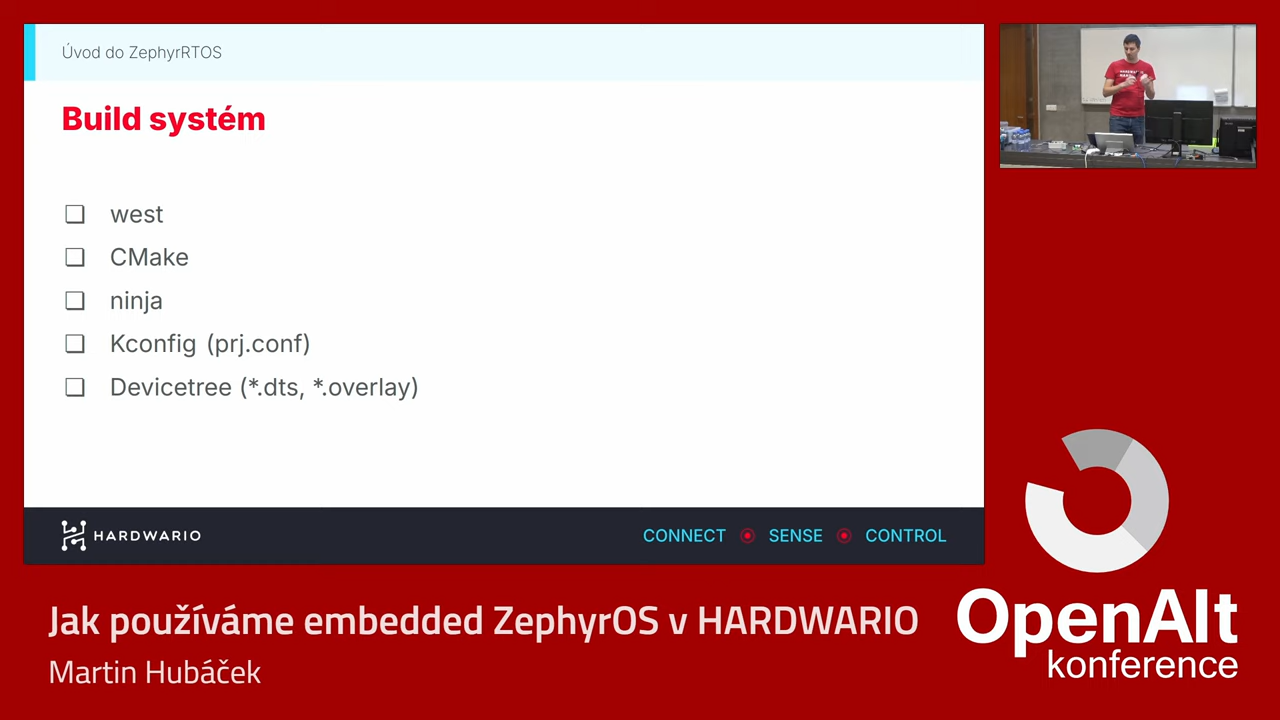 Úvod do ZephyrRTOS
Build systém
west
CMake
ninja
Kconfig (prj.conf)
Devicetree (*.dts, *.overlay)
HARDWARIO
CONNECT SENSE CONTROL
Jak používáme embedded ZephyrOS v HARDWARIO
Martin Hubáček
OpenAlt
konference